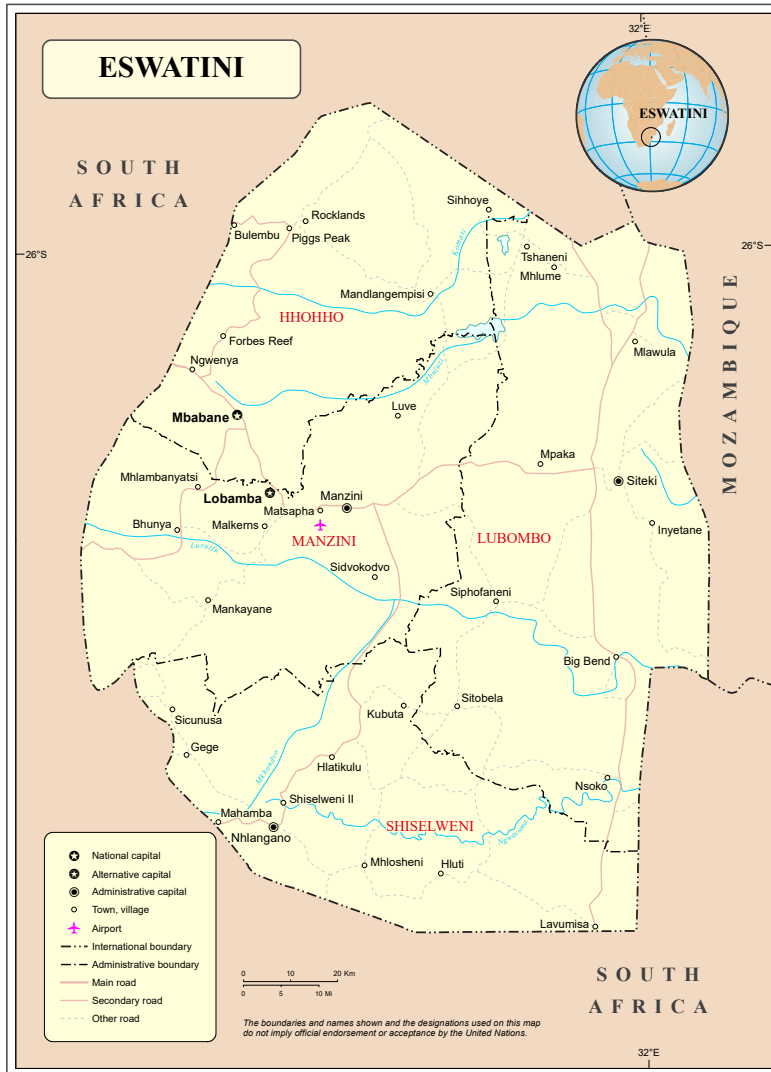 32°E
ESWATINI
ESWATINI
SOUTH
AFRICA
Sihhoye
Rocklands
Bulembu
Piggs Peak
26°S
26°S
Komati
Tshaneni
Mhlume
Mandlangempisi
HHOHHO
MOZAMBIQUE
Forbes Reef
Mlawula
Ngwenya
Mbuluzi
Luve
Mbabane
Mpaka
Mhlambanyatsi
Siteki
Lobamba
Manzini
Matsapha
Bhunya
Malkerns
Inyetane
MANZINI
LUBOMBO
Lusutfu
Sidvokodvo
Siphofaneni
Mankayane
Big Bend
Sicunusa
Kubuta
Sitobela
Gege
Hlatikulu
Mkhondvo
Nsoko
Shiselweni II
Mahamba
SHISELWENI
Ngwavuma
Nhlangano
Mhlosheni
Hluti
Lavumisa
National capital
Alternative capital
Administrative capital
Town, village
Airport
International boundary
Administrative boundary
Main road
Secondary road
Other road
0 10 20 Km
0 5 10 Mi
The boundaries and names shown and the designations used on this map
do not imply official endorsement or acceptance by the United Nations.
SOUTH
AFRICA
32°E